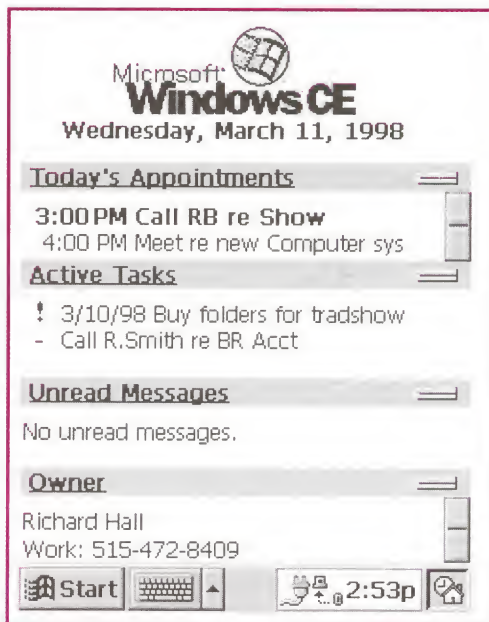 Microsoft
Windows CE
Wednesday, March 11, 1998
Today's Appointments
3:00 PM Call RB re Show
4:00 PM Meet re new Computer sys
Active Tasks
! 3/10/98 Buy folders for tradshow
- Call R.Smith re BR Acct
Unread Messages
No unread messages.
Owner
Richard Hall
Work: 515-472-8409
Start 2:53p